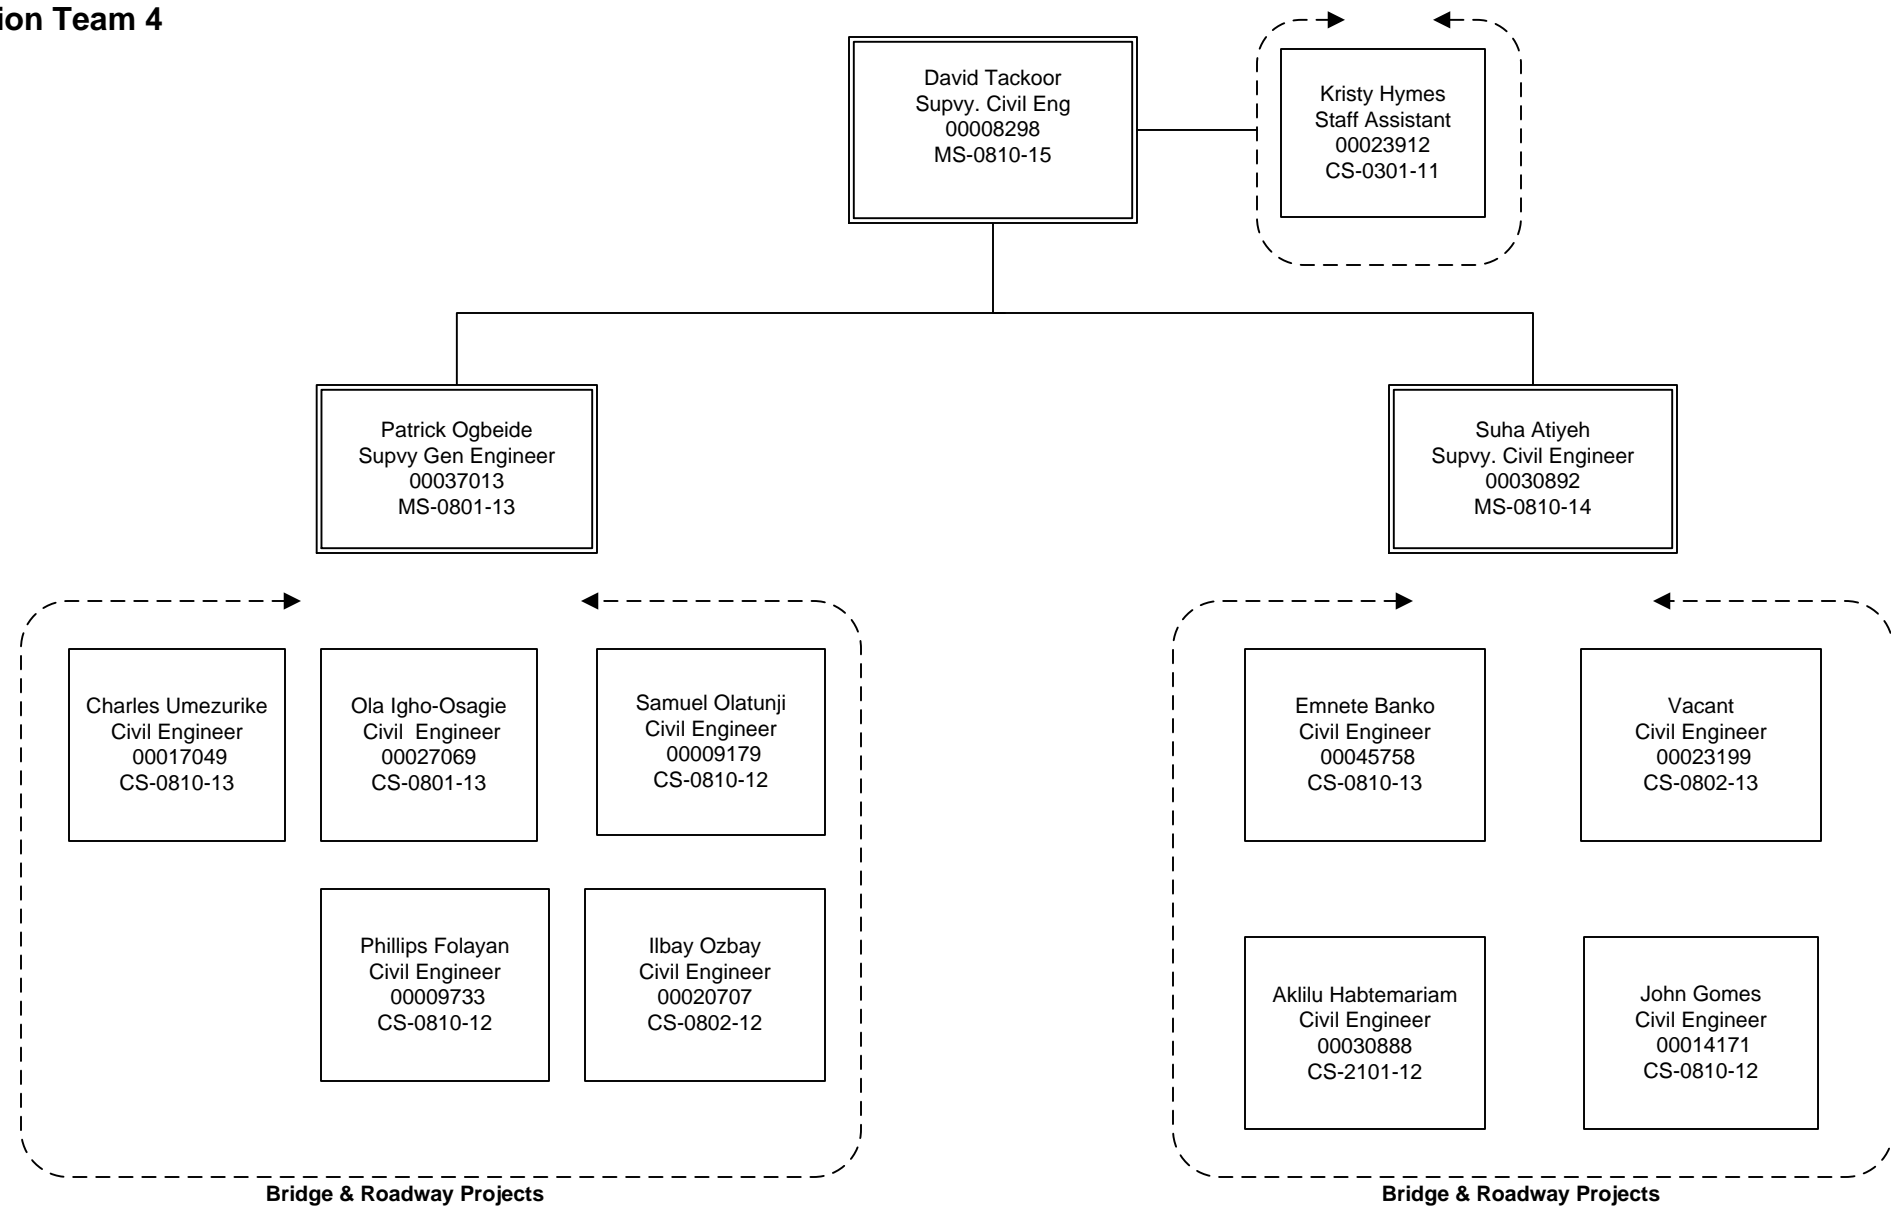 ion Team 4
David Tackoor
Supvy. Civil Eng
00008298
MS-0810-15
Kristy Hymes
Staff Assistant
00023912
CS-0301-11
Patrick Ogbeide
Supvy Gen Engineer
00037013
MS-0801-13
Suha Atiyeh
Supvy. Civil Engineer
00030892
MS-0810-14
Charles Umezurike
Civil Engineer
00017049
CS-0810-13
Ola Igho-Osagie
Civil Engineer
00027069
CS-0801-13
Samuel Olatunji
Civil Engineer
00009179
CS-0810-12
Emnete Banko
Civil Engineer
00045758
CS-0810-13
Vacant
Civil Engineer
00023199
CS-0802-13
Phillips Folayan
Civil Engineer
00009733
CS-0810-12
Ilbay Ozbay
Civil Engineer
00020707
CS-0802-12
Aklilu Habtemariam
Civil Engineer
00030888
CS-2101-12
John Gomes
Civil Engineer
00014171
CS-0810-12
Bridge & Roadway Projects
Bridge & Roadway Projects